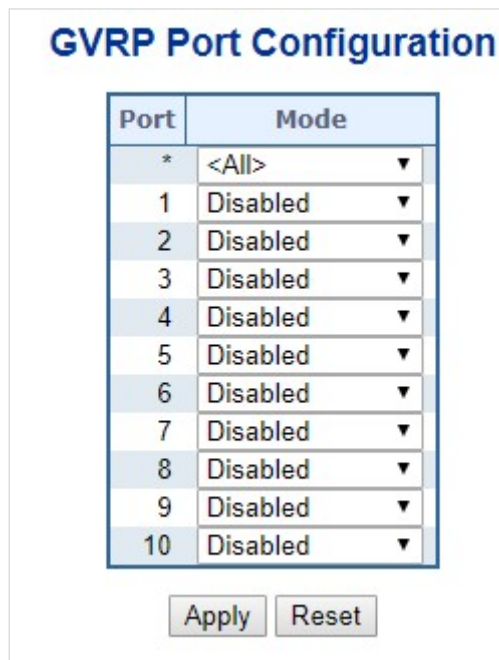 GVRP Port Configuration
Port Mode
* <All>
1 Disabled
2 Disabled
3 Disabled
4 Disabled
5 Disabled
6 Disabled
7 Disabled
8 Disabled
9 Disabled
10 Disabled
Apply Reset